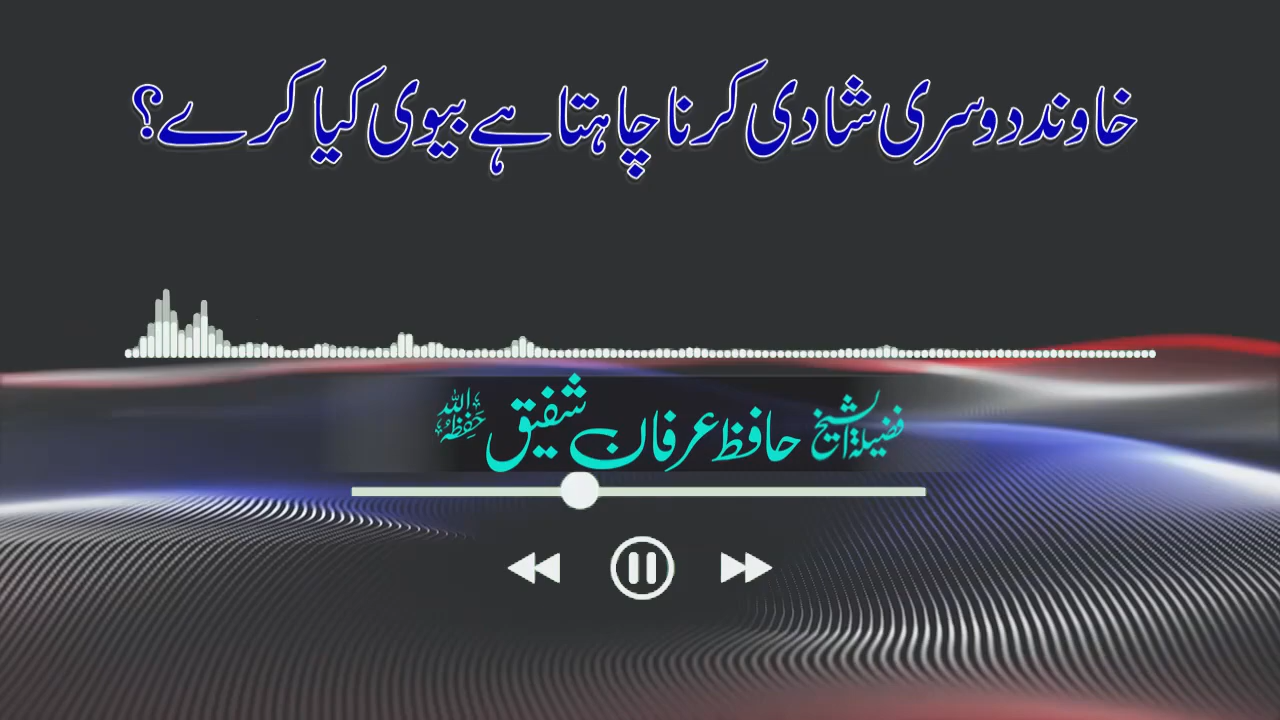 خاوند دوسری شادی کرنا چاہتا ہے بیوی کیا کرے؟
فضیلۃ الشیخ حافظ عرفان شفیق حفظہ اللہ